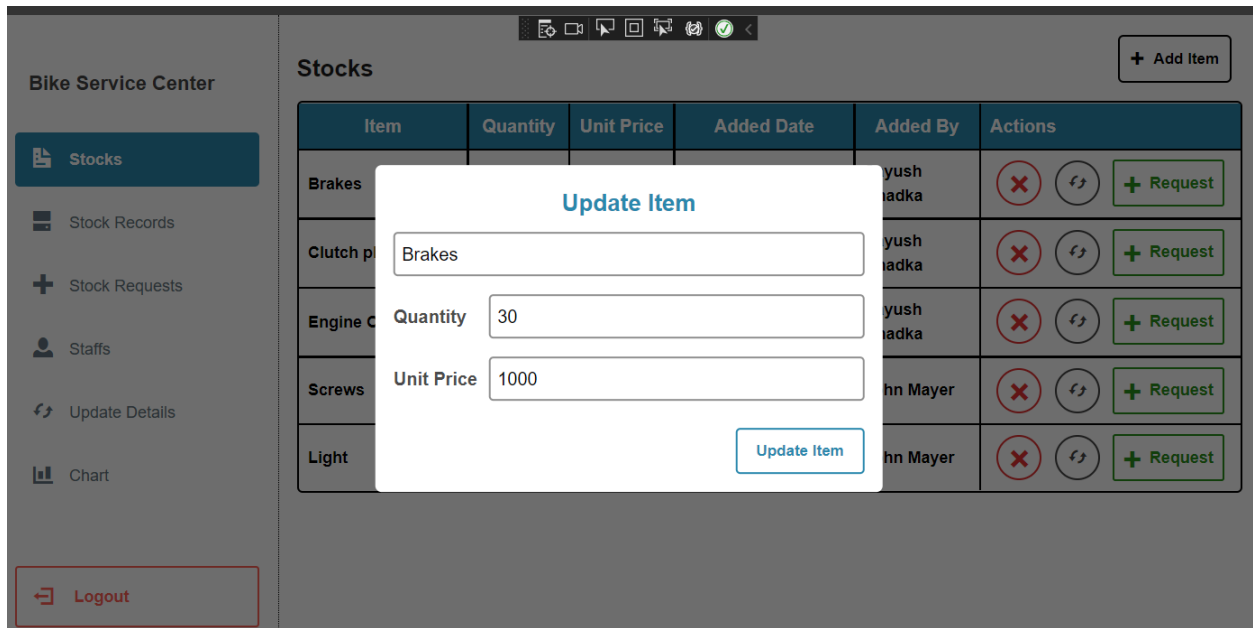 Bike Service Center
Stocks
Stock Records
Stock Requests
Staffs
Update Details
Chart
Logout
Stocks
+ Add Item
Item Quantity Unit Price Added Date Added By Actions
Brakes + Request
Clutch + Request
Engine + Request
Screws Mayer + Request
Light Mayer + Request
Update Item
Brakes
Quantity 30
Unit Price 1000
Update Item